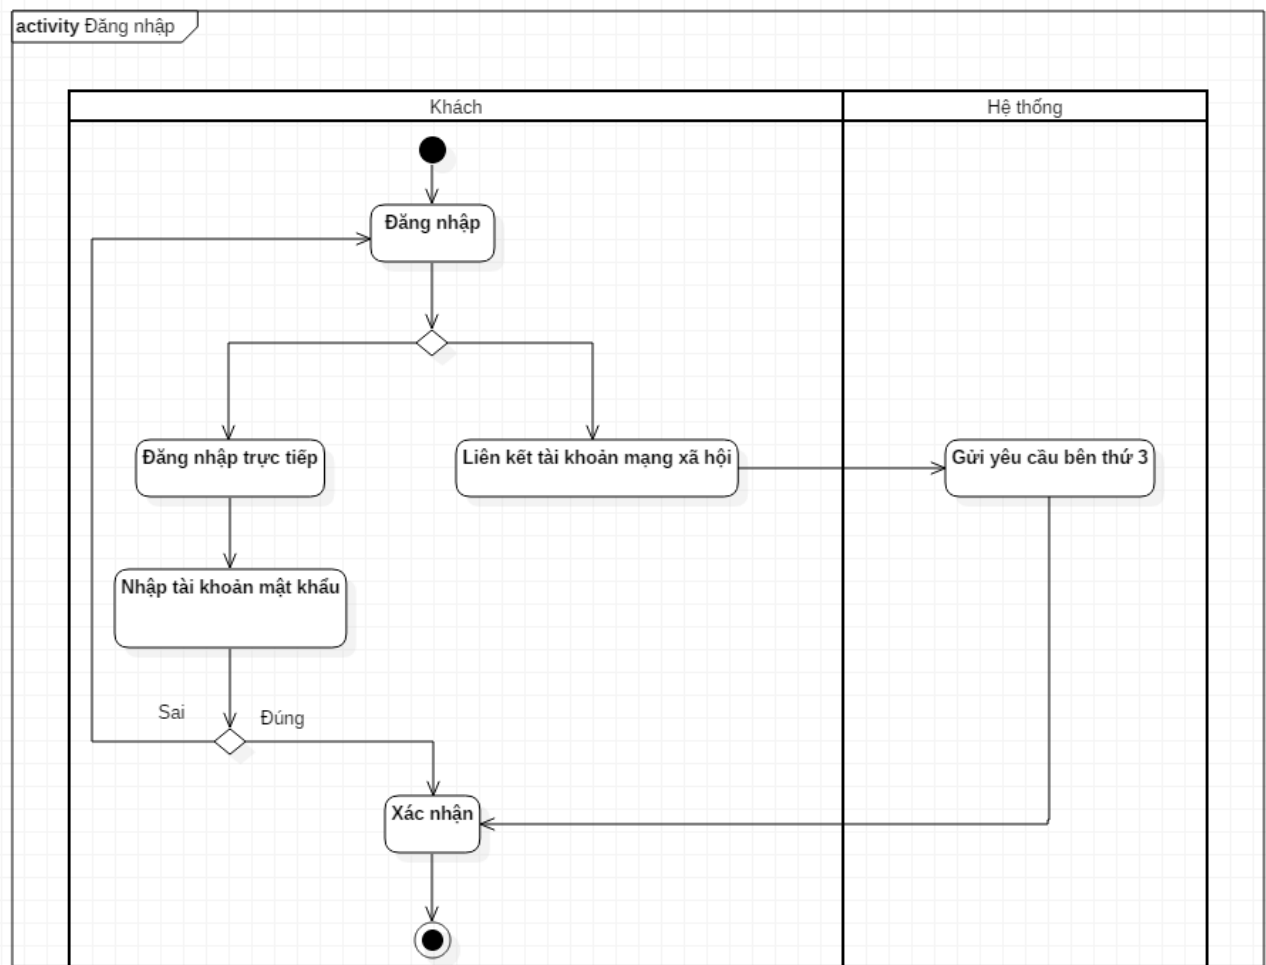 activity Đăng nhập
Khách
Hệ thống
Đăng nhập
Đăng nhập trực tiếp
Liên kết tài khoản mạng xã hội
Gửi yêu cầu bên thứ 3
Nhập tài khoản mật khẩu
Sai
Đúng
Xác nhận